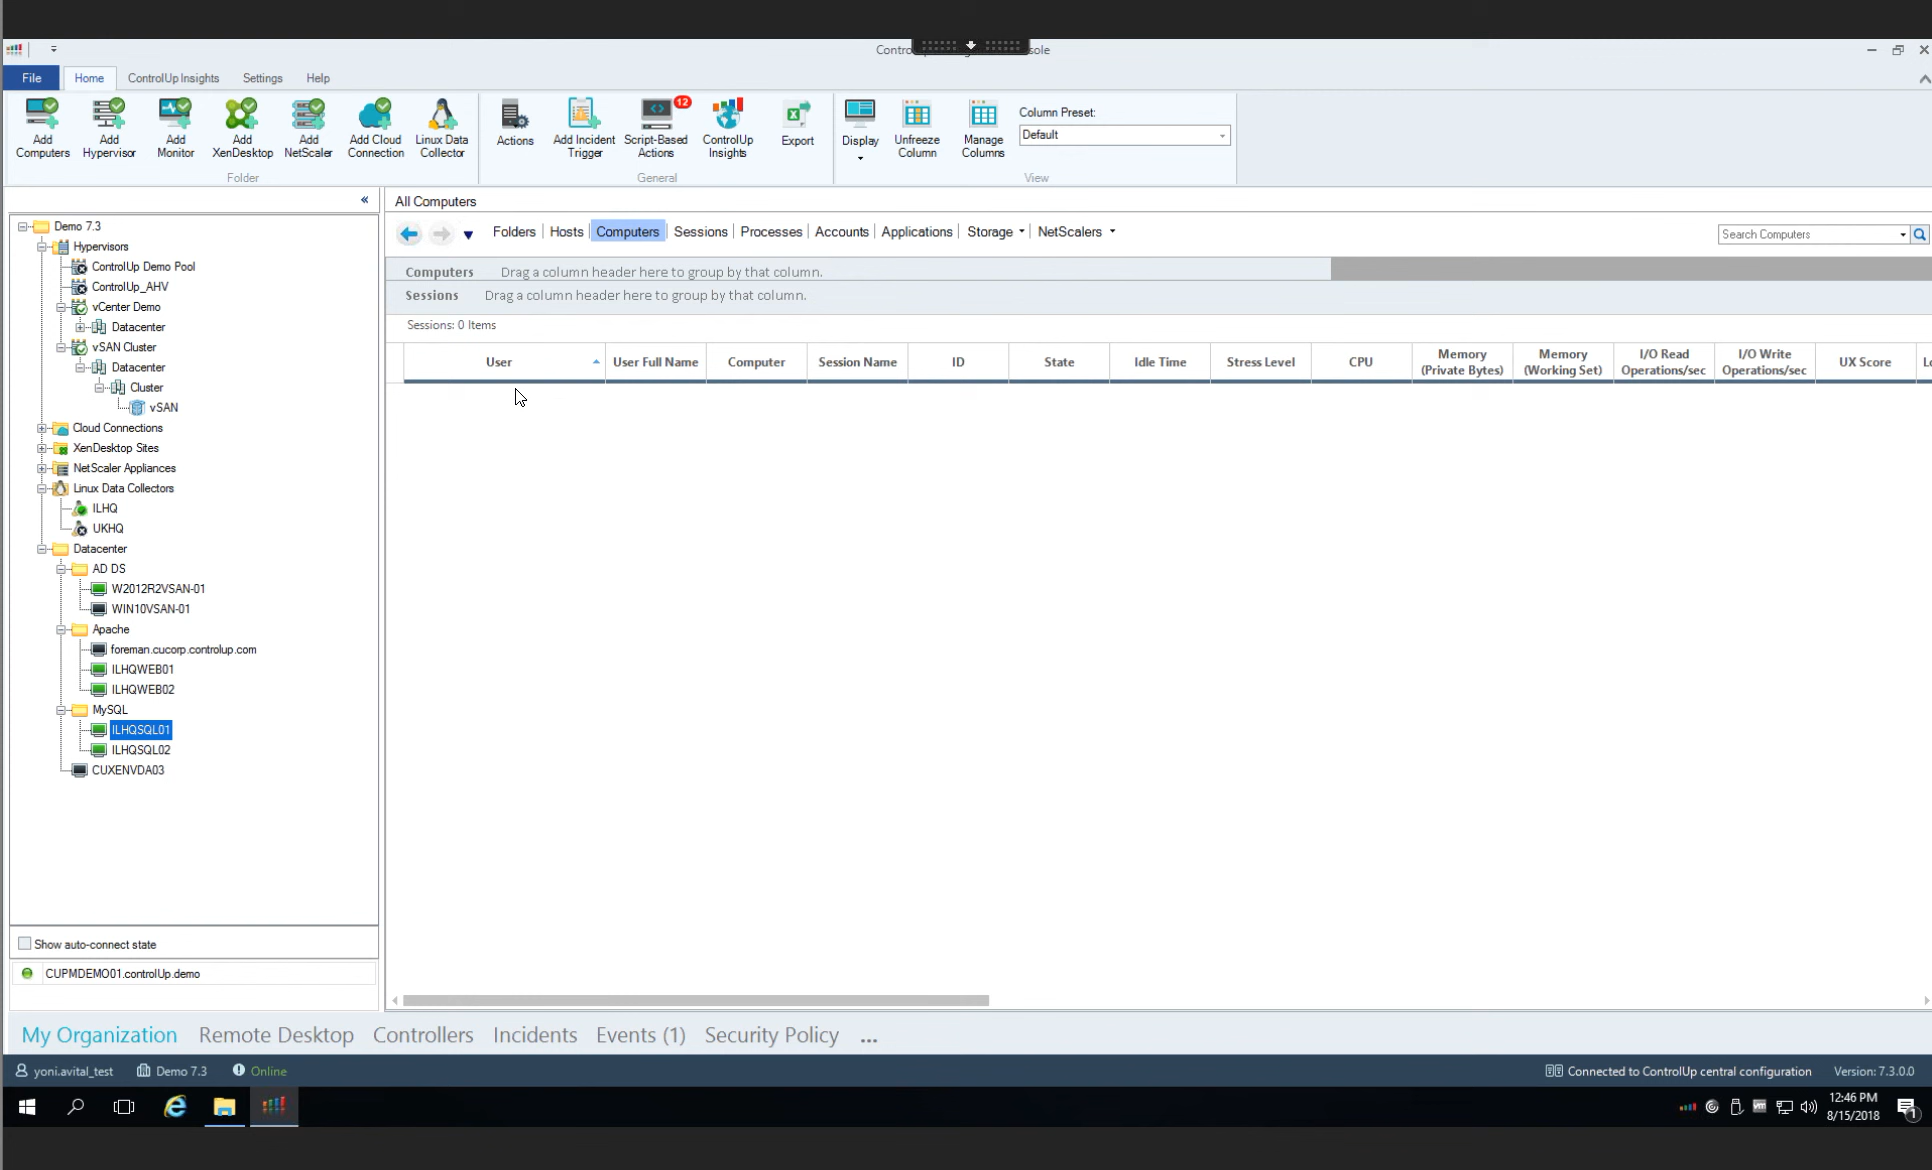 Contro
sole
File
Home
ControlUp Insights
Settings
Help
Add Computers
Add Hypervisor
Add Monitor
Add XenDesktop
Add NetScaler
Add Cloud Connection
Linux Data Collector
Folder
Actions
Add Incident Trigger
Script-Based Actions
12
ControlUp Insights
Export
General
Display
Unfreeze Column
Manage Columns
Column Preset:
Default
View
«
All Computers
Folders
Hosts
Computers
Sessions
Processes
Accounts
Applications
Storage
NetScalers
Search Computers
Computers Drag a column header here to group by that column.
Sessions Drag a column header here to group by that column.
Sessions: 0 Items
User
User Full Name
Computer
Session Name
ID
State
Idle Time
Stress Level
CPU
Memory (Private Bytes)
Memory (Working Set)
I/O Read Operations/sec
I/O Write Operations/sec
UX Score
Lo
Demo 7.3
Hypervisors
ControlUp Demo Pool
ControlUp_AHV
vCenter Demo
Datacenter
vSAN Cluster
Datacenter
Cluster
vSAN
Cloud Connections
XenDesktop Sites
NetScaler Appliances
Linux Data Collectors
ILHQ
UKHQ
Datacenter
AD DS
W2012R2VSAN-01
WIN10VSAN-01
Apache
foreman.cucorp.controlup.com
ILHQWEB01
ILHQWEB02
MySQL
ILHQSQL01
ILHQSQL02
CUXENVDA03
Show auto-connect state
CUPMDEMO01.controlUp.demo
My Organization
Remote Desktop
Controllers
Incidents
Events (1)
Security Policy
...
yoni.avital_test
Demo 7.3
Online
Connected to ControlUp central configuration
Version: 7.3.0.0
12:46 PM
8/15/2018
1